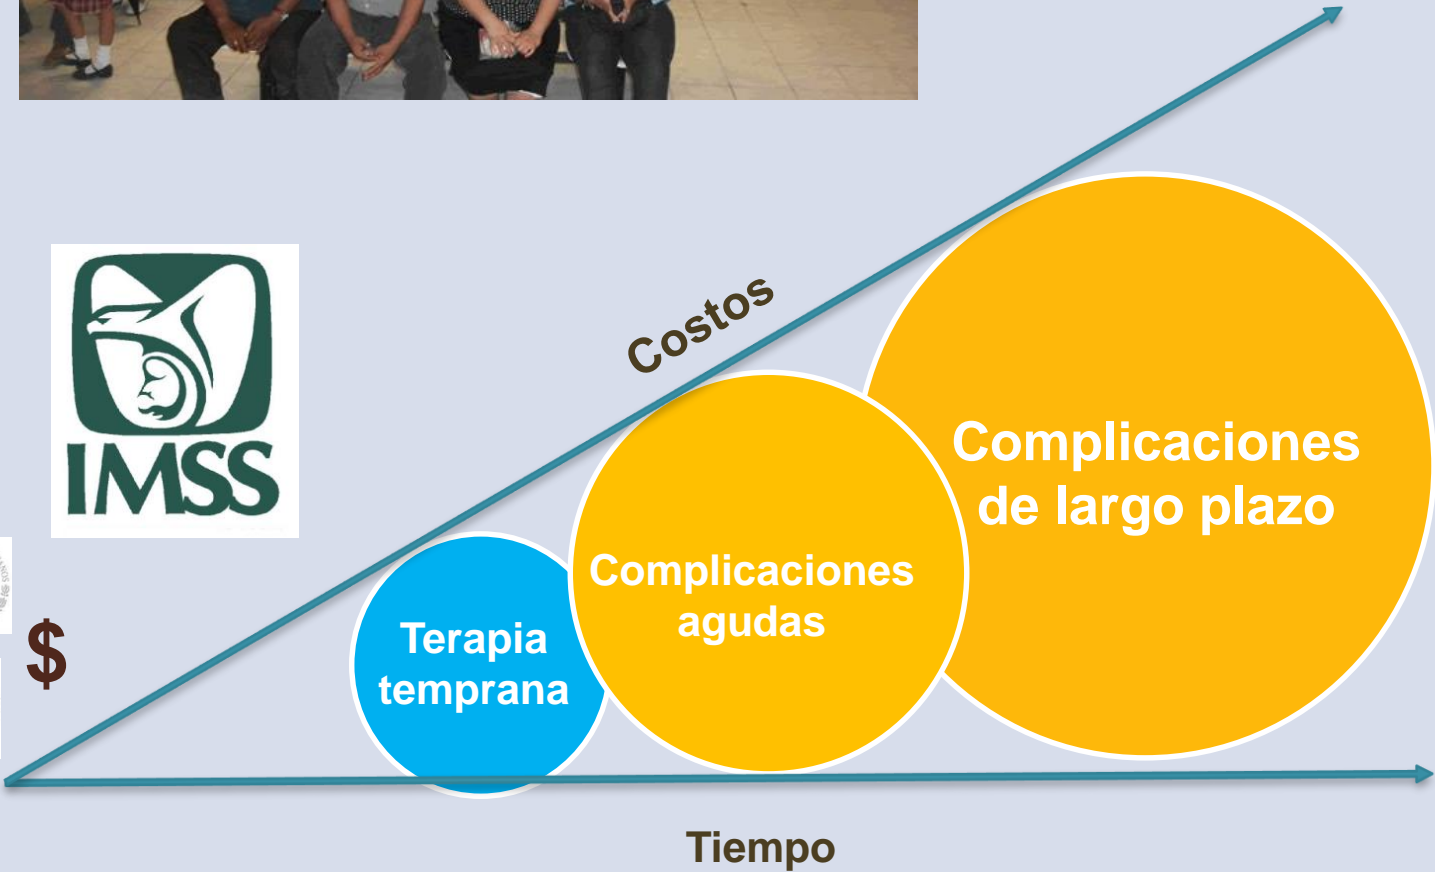 Costos
IMSS
Complicaciones
de largo plazo
Complicaciones
agudas
$
Terapia
temprana
Tiempo